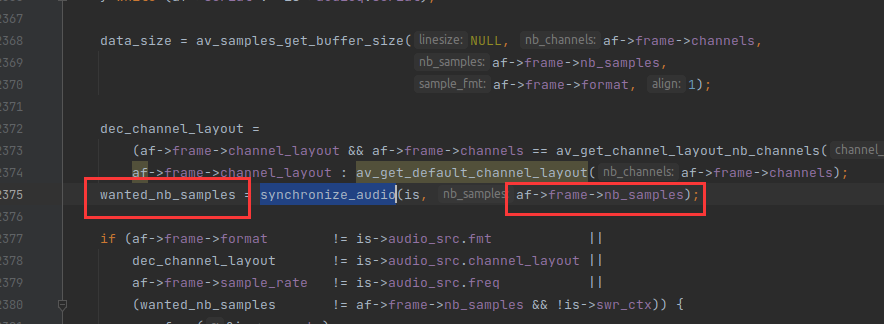 2367
2368 data_size = av_samples_get_buffer_size( linesize: NULL, nb_channels: af->frame->channels,
2369 nb_samples: af->frame->nb_samples,
2370 sample_fmt: af->frame->format, align: 1);
2371
2372 dec_channel_layout =
2373 (af->frame->channel_layout && af->frame->channels == av_get_channel_layout_nb_channels( channel_
2374 af->frame->channel_layout : av_get_default_channel_layout( nb_channels: af->frame->channels);
2375 wanted_nb_samples = synchronize_audio(is, nb_samples af->frame->nb_samples);
2376
2377 if (af->frame->format != is->audio_src.fmt ||
2378 dec_channel_layout != is->audio_src.channel_layout ||
2379 af->frame->sample_rate != is->audio_src.freq ||
2380 (wanted_nb_samples != af->frame->nb_samples && !is->swr_ctx)) {